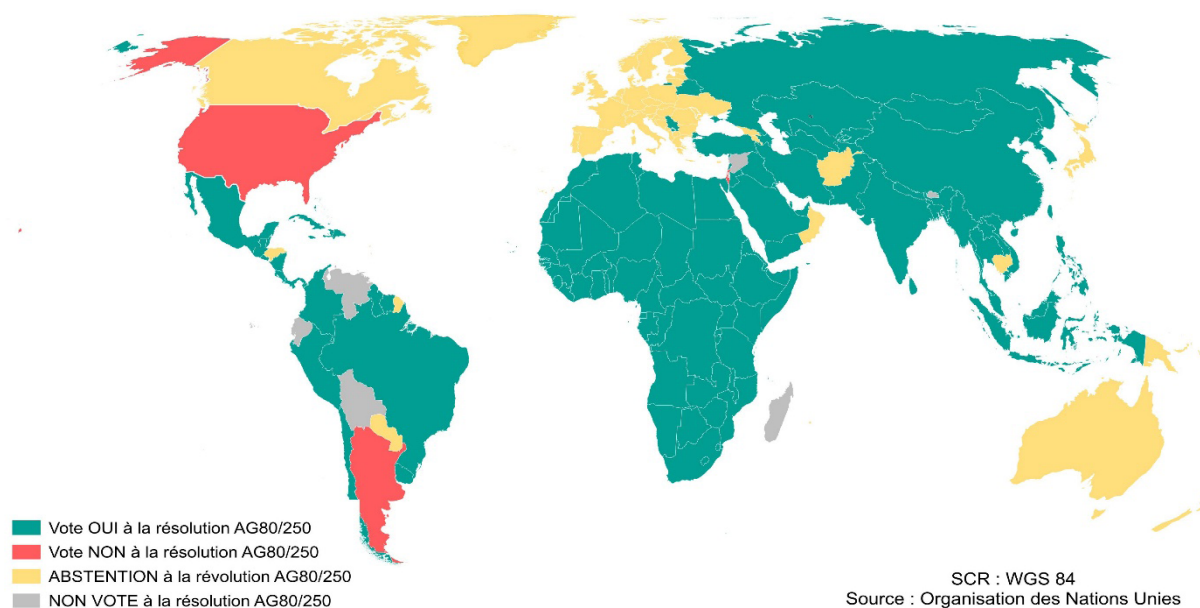 Vote OUI à la résolution AG80/250
Vote NON à la résolution AG80/250
ABSTENTION à la révolution AG80/250
NON VOTE à la résolution AG80/250
SCR : WGS 84
Source : Organisation des Nations Unies